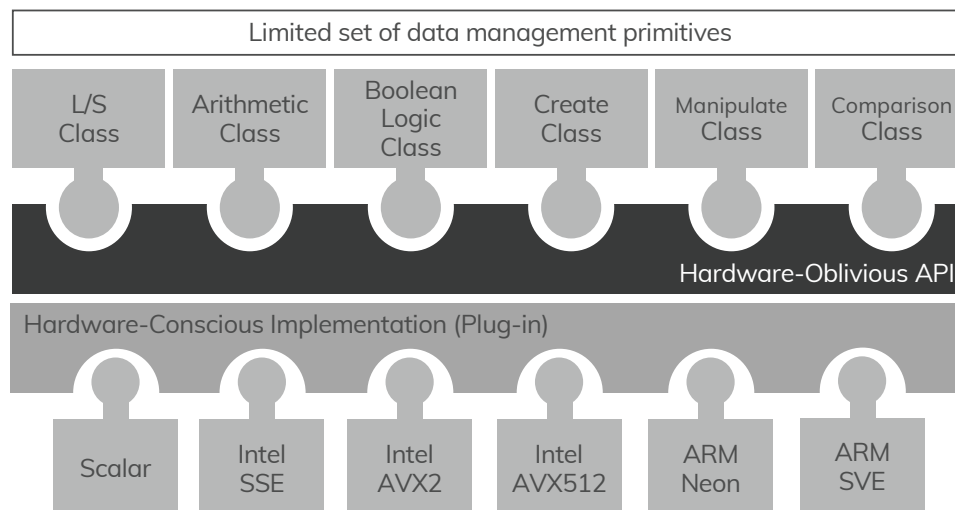 Limited set of data management primitives
L/S
Class
Arithmetic
Class
Boolean
Logic
Class
Create
Class
Manipulate
Class
Comparison
Class
Hardware-Oblivious API
Hardware-Conscious Implementation (Plug-in)
Scalar
Intel
SSE
Intel
AVX2
Intel
AVX512
ARM
Neon
ARM
SVE